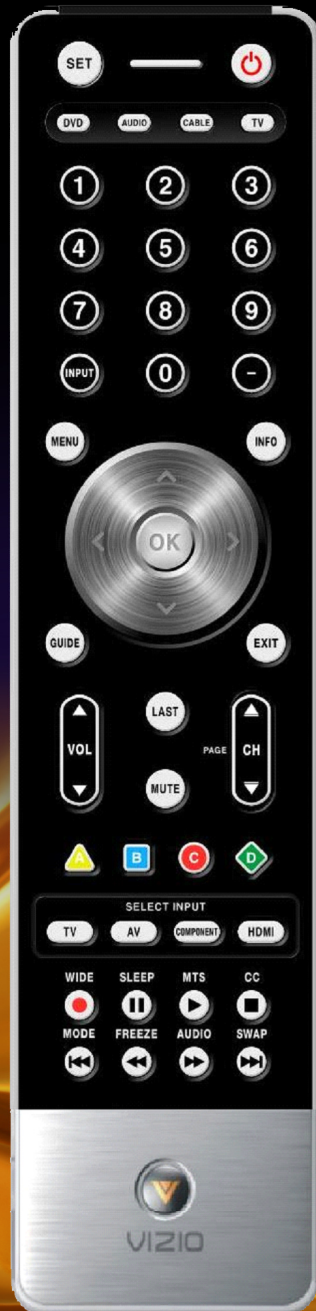 SET
DVD AUDIO CABLE TV
1 2 3
4 5 6
7 8 9
INPUT 0 -
MENU INFO
OK
GUIDE EXIT
LAST
VOL PAGE CH
MUTE
A B C D
SELECT INPUT
TV AV COMPONENT HDMI
WIDE SLEEP MTS CC
MODE FREEZE AUDIO SWAP
V
VIZIO